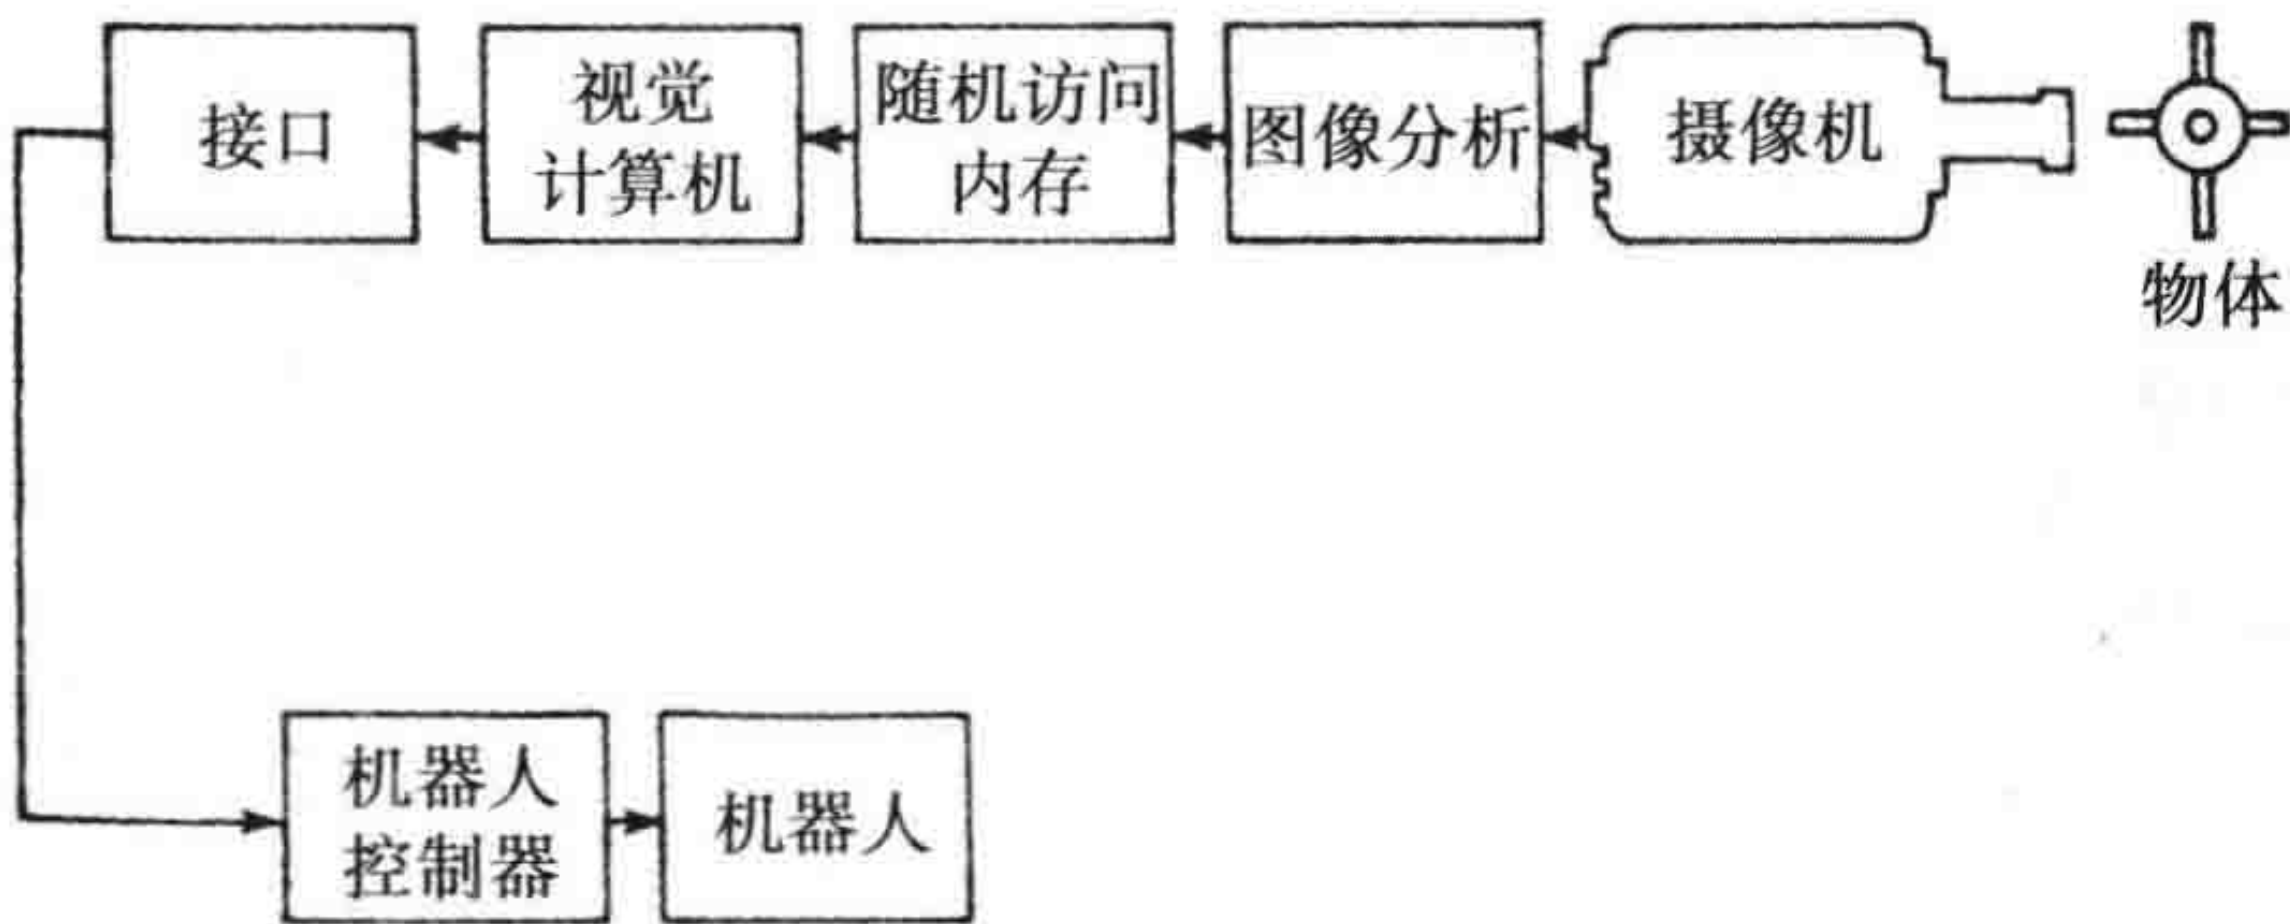 接口
视觉
计算机
随机访问
内存
图像分析
摄像机
物体
机器人
控制器
机器人